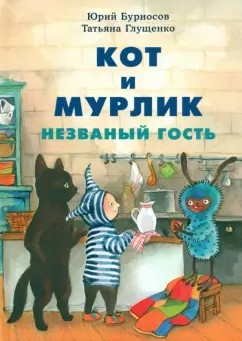 Юрий Бурносов
Татьяна Глущенко
КОТ
И
МУРЛИК
НЕЗВАНЫЙ ГОСТЬ